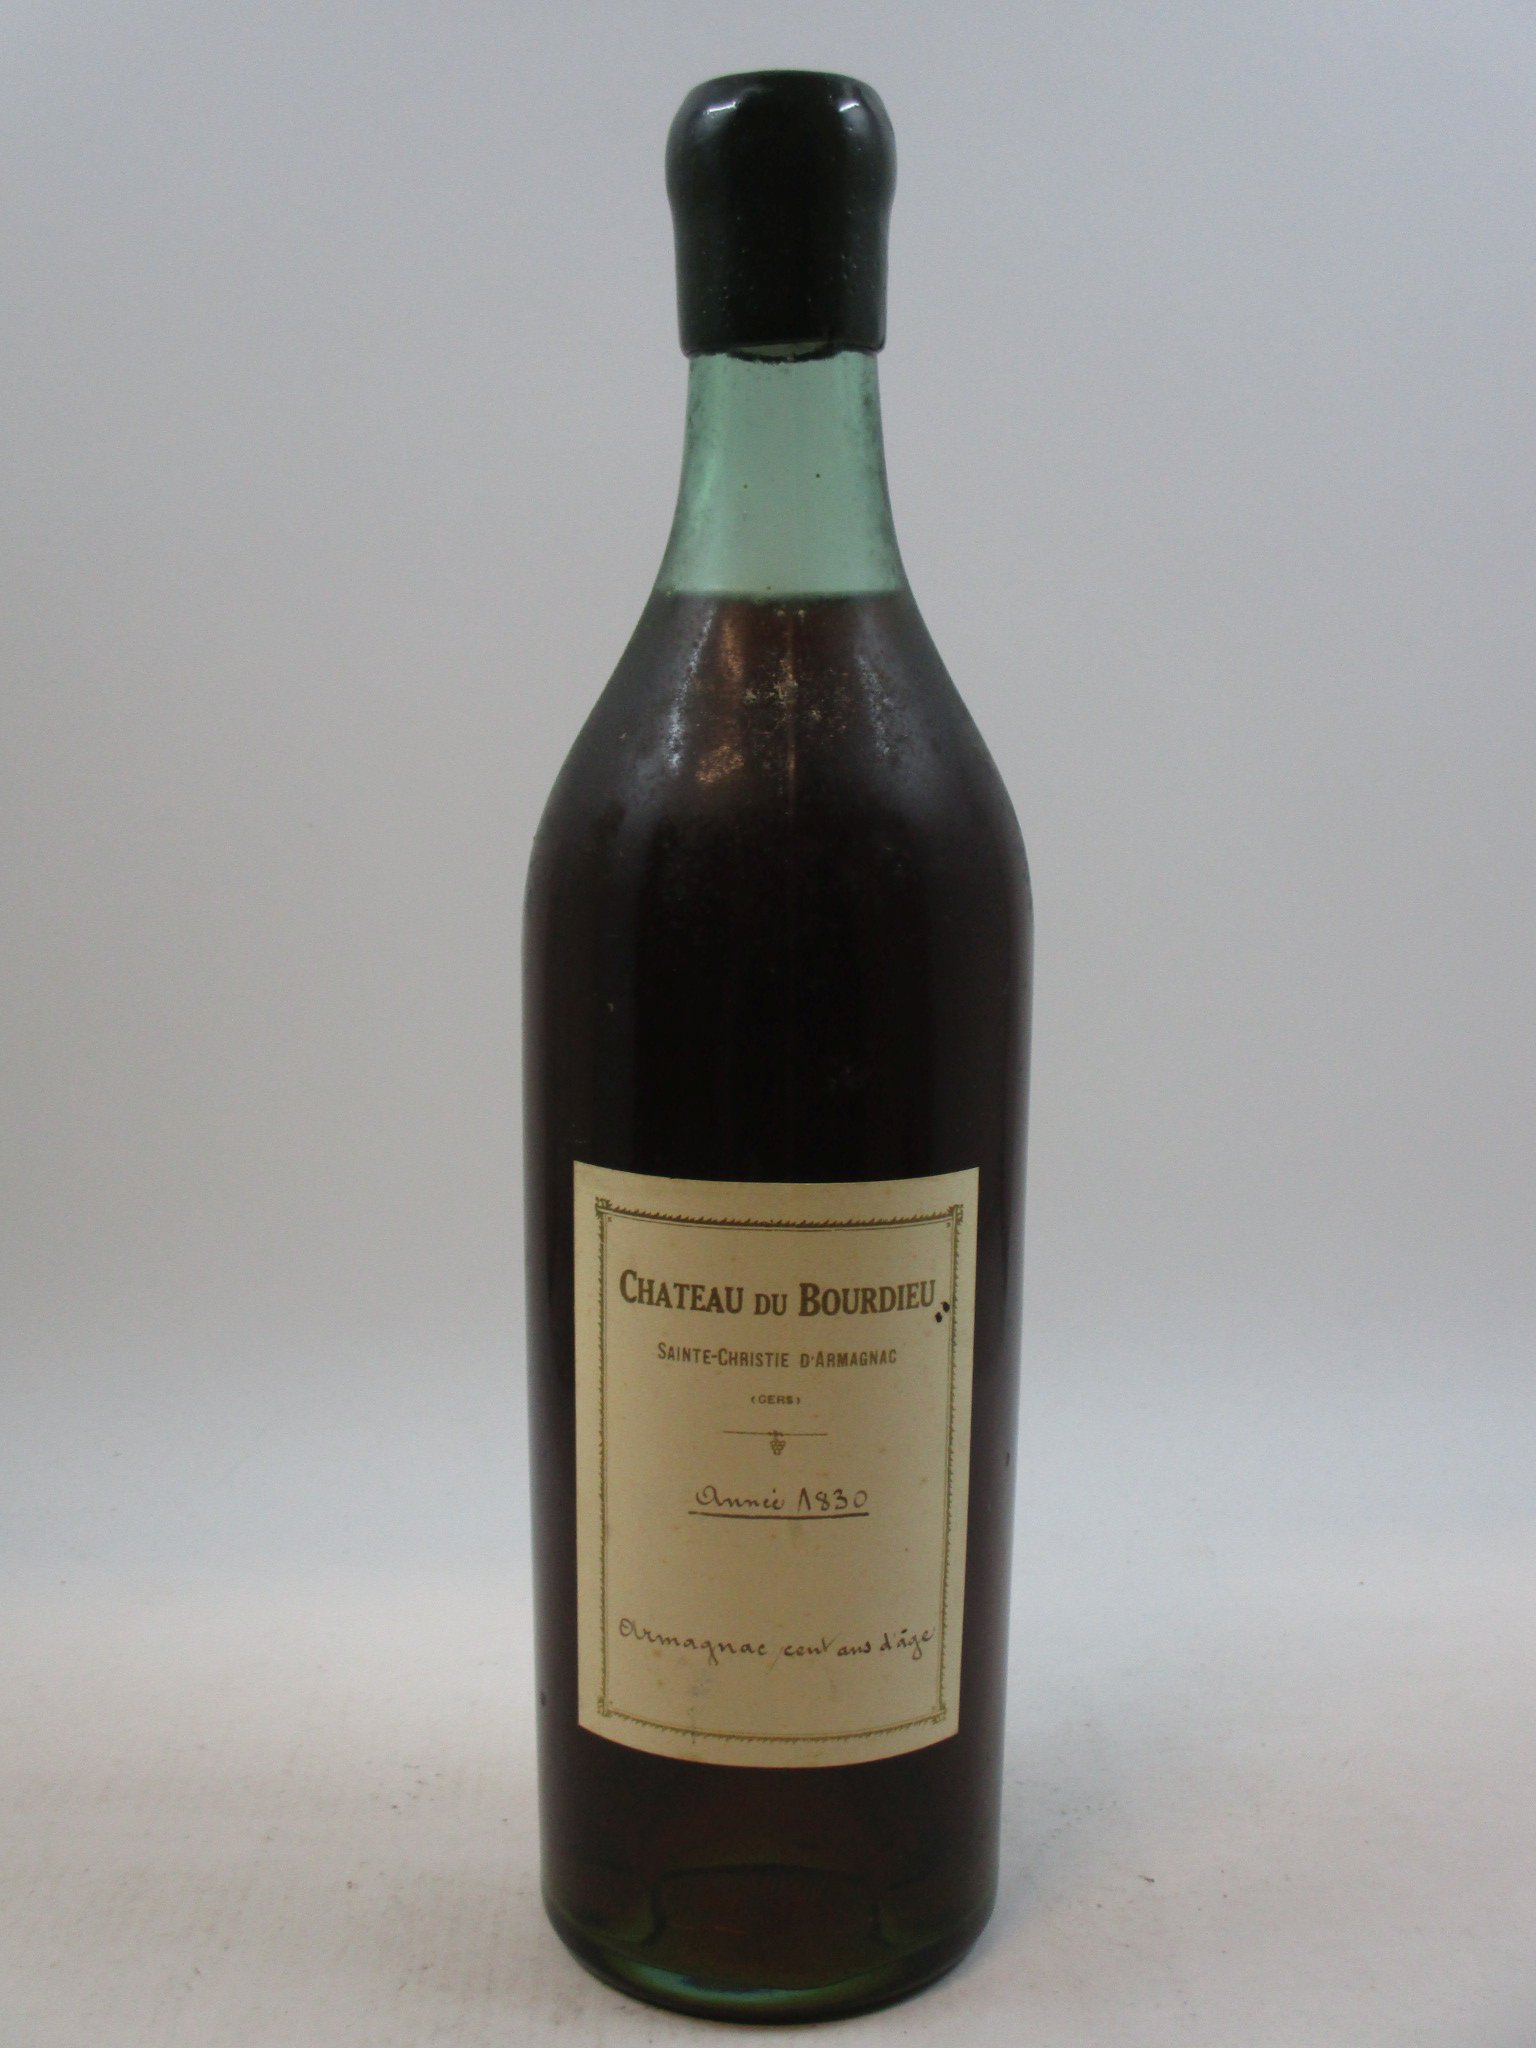 CHATEAU DU BOURDIEU
SAINTE-CHRISTIE D'ARMAGNAC
(GERS)
Année 1830
Armagnac cent ans d'âge